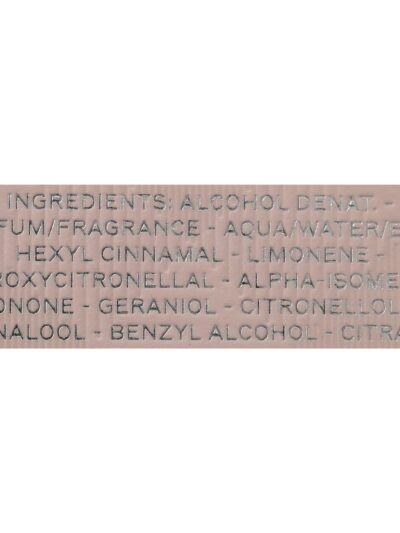 INGREDIENTS: ALCOHOL DENAT. -
FUM/FRAGRANCE - AQUA/WATER/E
HEXYL CINNAMAL - LIMONENE -
ROXYCITRONELLAL - ALPHA-ISOME
ONONE - GERANIOL - CITRONELLOL
NALOOL - BENZYL ALCOHOL - CITRA